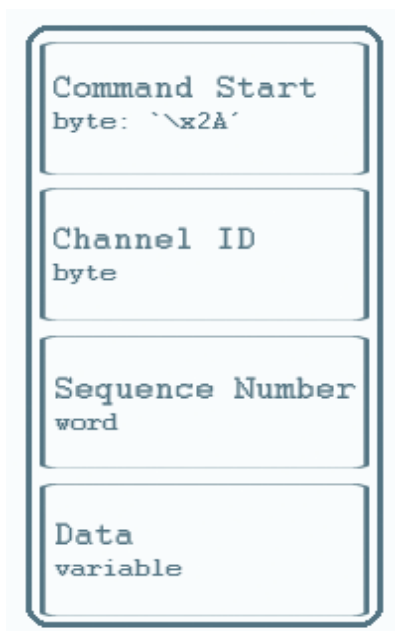 Command Start
byte: `\x2A´
Channel ID
byte
Sequence Number
word
Data
variable